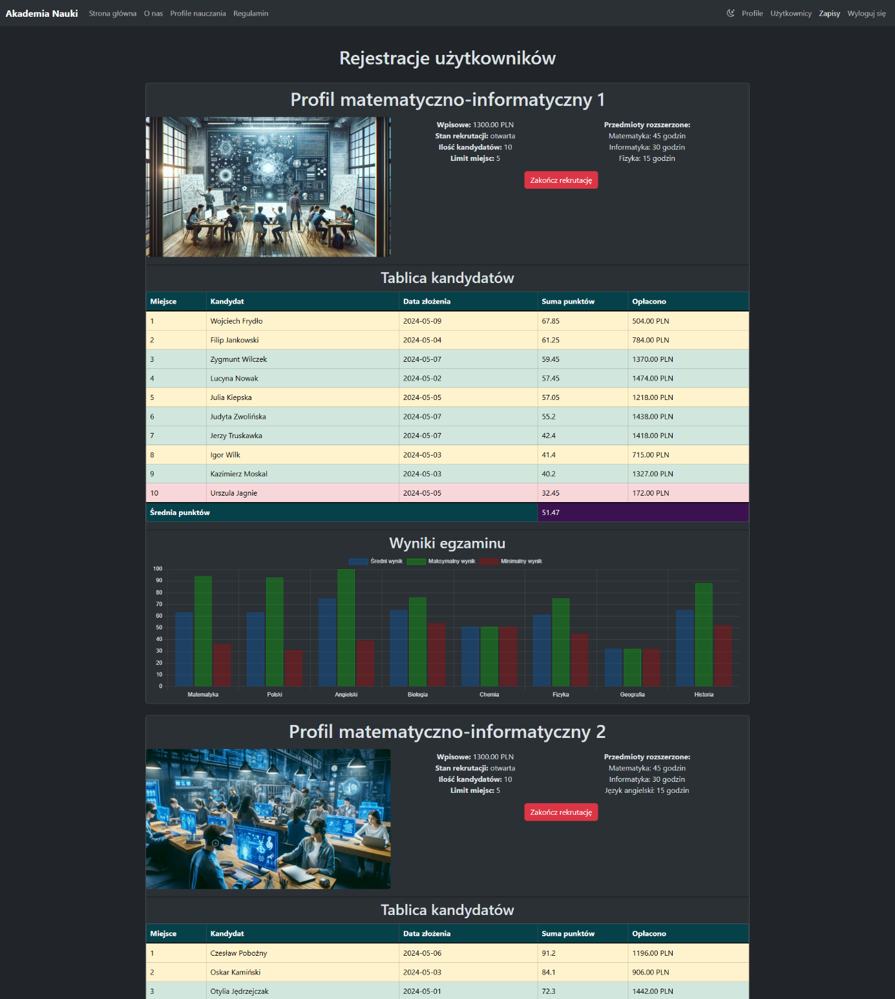 Akademia Nauki Strona główna O nas Profile nauczania Regulamin Profile Użytkownicy Zapisy Wyloguj się
Rejestracje użytkowników
Profil matematyczno-informatyczny 1
Wpisowe: 1300.00 PLN
Stan rekrutacji: otwarta
Ilość kandydatów: 10
Limit miejsc: 5
Przedmioty rozszerzone:
Matematyka: 45 godzin
Informatyka: 30 godzin
Fizyka: 15 godzin
Zakończ rekrutację
Tablica kandydatów
Miejsce Kandydat Data złożenia Suma punktów Opłacono
1 Wojciech Frydło 2024-05-09 67.85 504.00 PLN
2 Filip Jankowski 2024-05-04 61.25 784.00 PLN
3 Zygmunt Wilczek 2024-05-07 59.45 1370.00 PLN
4 Lucyna Nowak 2024-05-02 57.45 1474.00 PLN
5 Julia Kiepska 2024-05-05 57.05 1218.00 PLN
6 Judyta Zwolińska 2024-05-07 55.2 1438.00 PLN
7 Jerzy Truskawka 2024-05-07 42.4 1418.00 PLN
8 Igor Wilk 2024-05-03 41.4 715.00 PLN
9 Kazimierz Moskal 2024-05-03 40.2 1327.00 PLN
10 Urszula Jagnie 2024-05-05 32.45 172.00 PLN
Średnia punktów 51.47
Wyniki egzaminu
Średni wynik Maksymalny wynik Minimalny wynik
100
90
80
70
60
50
40
30
20
10
0
Matematyka Polski Angielski Biologia Chemia Fizyka Geografia Historia
Profil matematyczno-informatyczny 2
Wpisowe: 1300.00 PLN
Stan rekrutacji: otwarta
Ilość kandydatów: 10
Limit miejsc: 5
Przedmioty rozszerzone:
Matematyka: 45 godzin
Informatyka: 30 godzin
Język angielski: 15 godzin
Zakończ rekrutację
Tablica kandydatów
Miejsce Kandydat Data złożenia Suma punktów Opłacono
1 Czesław Pobożny 2024-05-06 91.2 1196.00 PLN
2 Oskar Kamiński 2024-05-03 84.1 906.00 PLN
3 Otylia Jędrzejczak 2024-05-01 72.3 1442.00 PLN